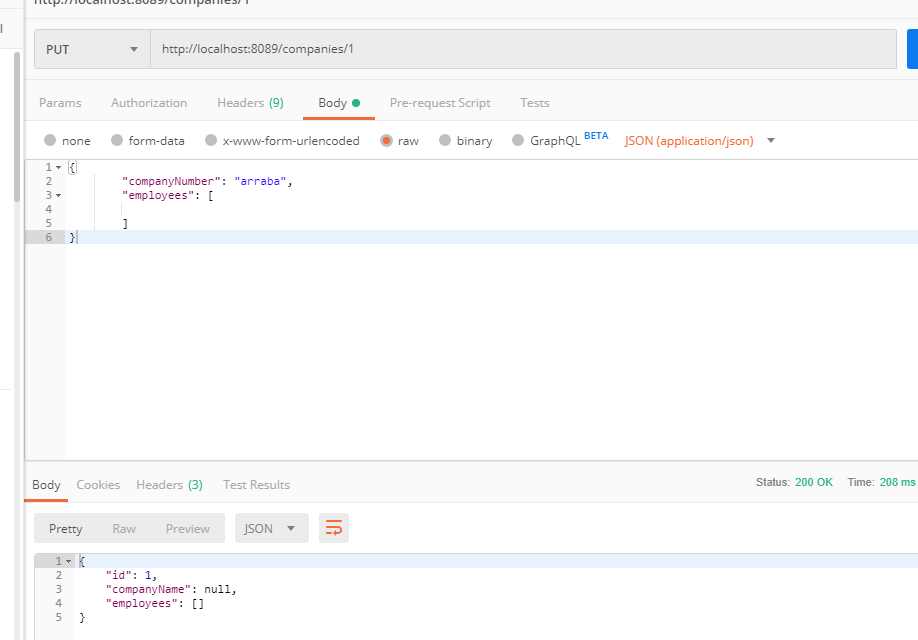 http://localhost:8089/companies/1
PUT http://localhost:8089/companies/1
Params Authorization Headers (9) Body Pre-request Script Tests
none form-data x-www-form-urlencoded raw binary GraphQL BETA JSON (application/json)
1 {
2 "companyNumber": "arraba",
3 "employees": [
4
5 ]
6 }
Body Cookies Headers (3) Test Results Status: 200 OK Time: 208 ms
Pretty Raw Preview JSON
1 {
2 "id": 1,
3 "companyName": null,
4 "employees": []
5 }